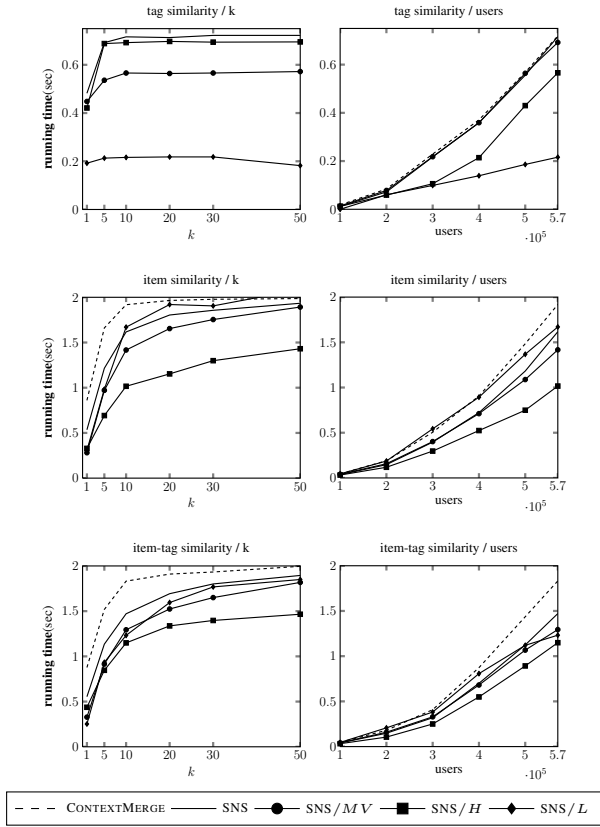 tag similarity / k
tag similarity / users
running time(sec)
0.6
0.4
0.2
0
1 5 10 20 30 50
k
0.6
0.4
0.2
0
1 2 3 4 5 5.7
users
·10⁵
item similarity / k
item similarity / users
running time(sec)
2
1.5
1
0.5
0
1 5 10 20 30 50
k
2
1.5
1
0.5
0
1 2 3 4 5 5.7
users
·10⁵
item-tag similarity / k
item-tag similarity / users
running time(sec)
2
1.5
1
0.5
0
1 5 10 20 30 50
k
2
1.5
1
0.5
0
1 2 3 4 5 5.7
users
·10⁵
CONTEXTMERGE SNS SNS/MV SNS/H SNS/L